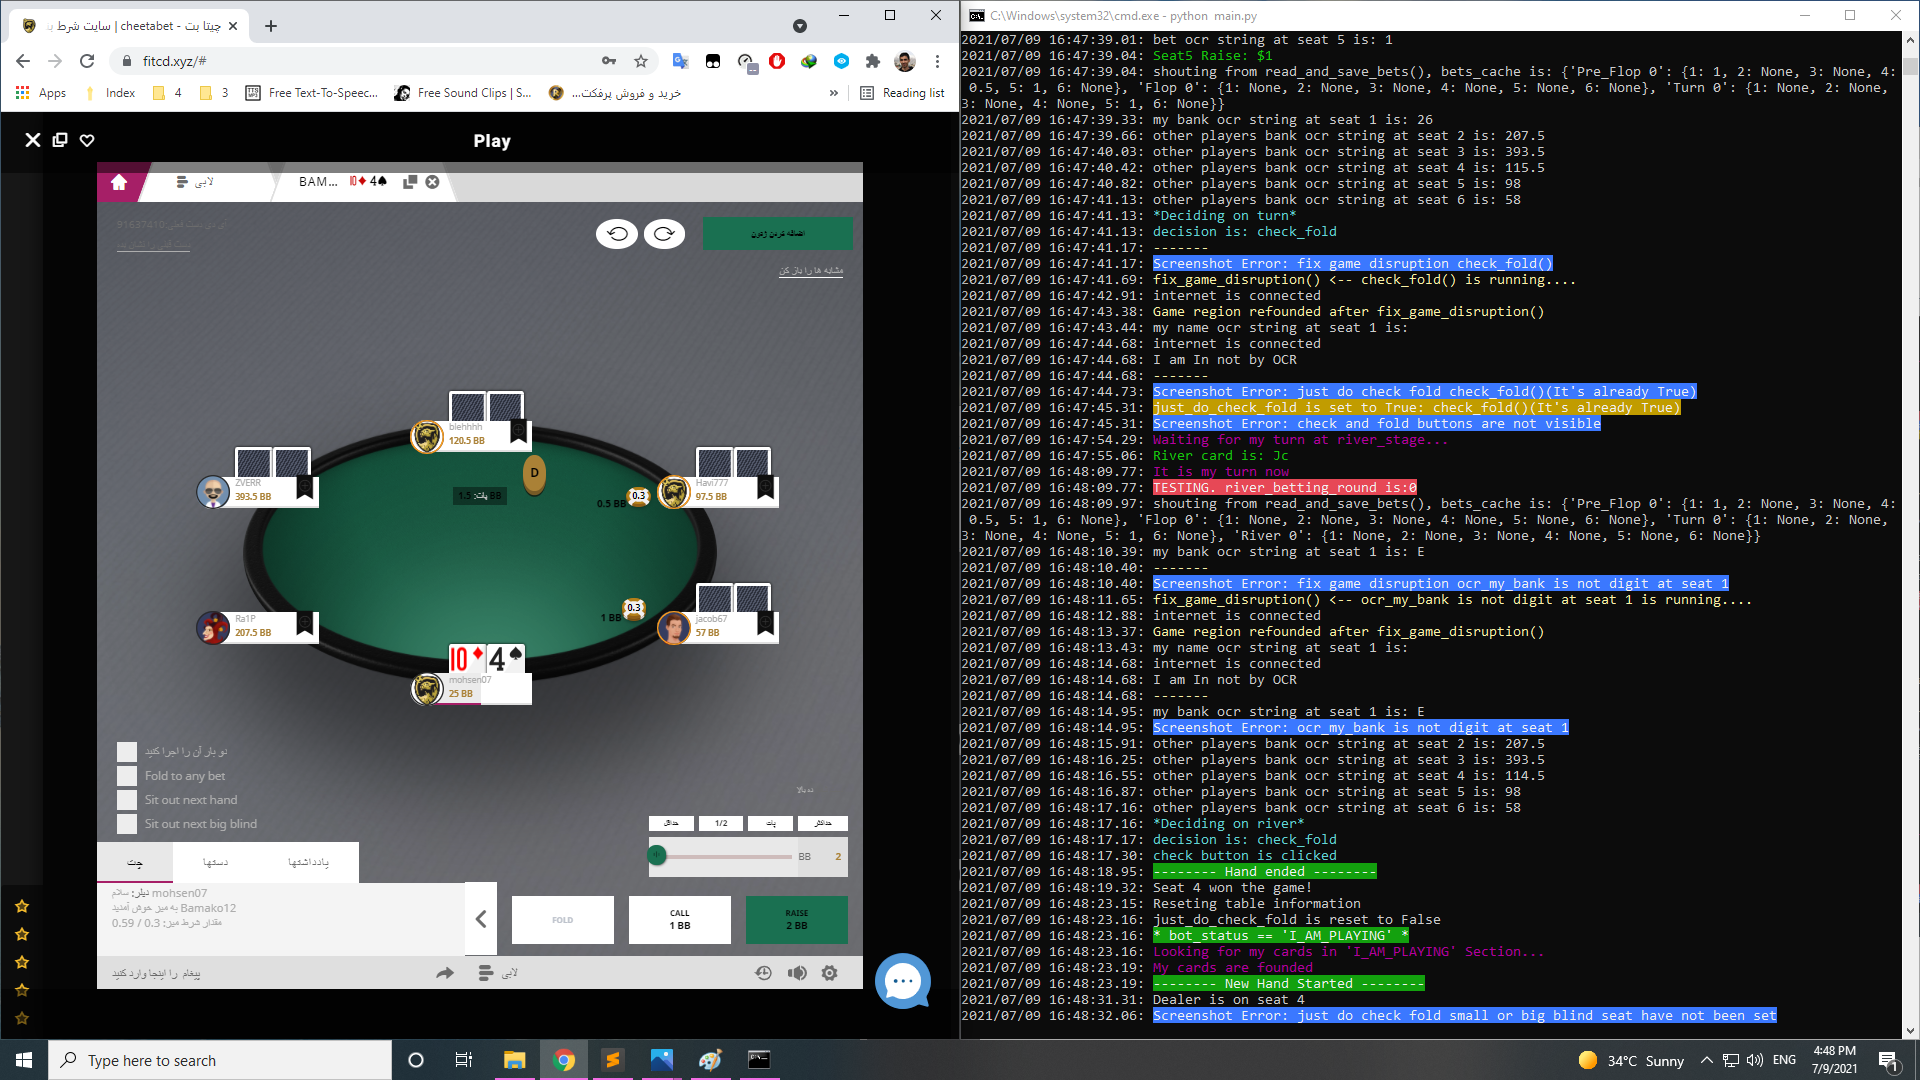 چیتا بت - cheetabet | سایت شرط ب
fitcd.xyz/#
Apps
Index
4
3
Free Text-To-Speec...
Free Sound Clips | S...
خرید و فروش پرفکت...
»
Reading list
Play
لابی
BAM... 10♦ 4♠
اضافه کردن ژتون
مشابه ها را باز کن
blehhhh
120.5 BB
ZVERR
393.5 BB
D
پات: 1.5 BB
0.5 BB
0.3
Havi777
97.5 BB
Ra1P
207.5 BB
1 BB
0.3
jacob67
57 BB
10♦ 4♠
mohsen07
25 BB
دو بار آن را اجرا کنید
Fold to any bet
Sit out next hand
Sit out next big blind
حداقل
1/2
پات
حداکثر
BB 2
چت
دستها
یادداشتها
دیلر: سلام mohsen07
به میز خوش آمدید Bamako12
مقدار شرط میز: 0.3 / 0.59
FOLD
CALL
1 BB
RAISE
2 BB
پیغام را اینجا وارد کنید
لابی
C:\Windows\system32\cmd.exe - python main.py
2021/07/09 16:47:39.01: bet ocr string at seat 5 is: 1
2021/07/09 16:47:39.04: Seat5 Raise: $1
2021/07/09 16:47:39.04: shouting from read_and_save_bets(), bets_cache is: {'Pre_Flop 0': {1: 1, 2: None, 3: None, 4:
0.5, 5: 1, 6: None}, 'Flop 0': {1: None, 2: None, 3: None, 4: None, 5: None, 6: None}, 'Turn 0': {1: None, 2: None,
3: None, 4: None, 5: 1, 6: None}}
2021/07/09 16:47:39.33: my bank ocr string at seat 1 is: 26
2021/07/09 16:47:39.66: other players bank ocr string at seat 2 is: 207.5
2021/07/09 16:47:40.03: other players bank ocr string at seat 3 is: 393.5
2021/07/09 16:47:40.42: other players bank ocr string at seat 4 is: 115.5
2021/07/09 16:47:40.82: other players bank ocr string at seat 5 is: 98
2021/07/09 16:47:41.13: other players bank ocr string at seat 6 is: 58
2021/07/09 16:47:41.13: *Deciding on turn*
2021/07/09 16:47:41.13: decision is: check_fold
2021/07/09 16:47:41.17: -------
2021/07/09 16:47:41.17: Screenshot Error: fix game disruption check_fold()
2021/07/09 16:47:41.69: fix_game_disruption() <-- check_fold() is running....
2021/07/09 16:47:42.91: internet is connected
2021/07/09 16:47:43.38: Game region refounded after fix_game_disruption()
2021/07/09 16:47:43.44: my name ocr string at seat 1 is:
2021/07/09 16:47:44.68: internet is connected
2021/07/09 16:47:44.68: I am In not by OCR
2021/07/09 16:47:44.68: -------
2021/07/09 16:47:44.73: Screenshot Error: just do check fold check_fold()(It's already True)
2021/07/09 16:47:45.31: just_do_check_fold is set to True: check_fold()(It's already True)
2021/07/09 16:47:45.31: Screenshot Error: check and fold buttons are not visible
2021/07/09 16:47:54.29: Waiting for my turn at river_stage...
2021/07/09 16:47:55.06: River card is: Jc
2021/07/09 16:48:09.77: It is my turn now
2021/07/09 16:48:09.77: TESTING. river_betting_round is:0
2021/07/09 16:48:09.97: shouting from read_and_save_bets(), bets_cache is: {'Pre_Flop 0': {1: 1, 2: None, 3: None, 4:
0.5, 5: 1, 6: None}, 'Flop 0': {1: None, 2: None, 3: None, 4: None, 5: None, 6: None}, 'Turn 0': {1: None, 2: None,
3: None, 4: None, 5: 1, 6: None}, 'River 0': {1: None, 2: None, 3: None, 4: None, 5: None, 6: None}}
2021/07/09 16:48:10.39: my bank ocr string at seat 1 is: E
2021/07/09 16:48:10.40: -------
2021/07/09 16:48:10.40: Screenshot Error: fix game disruption ocr_my_bank is not digit at seat 1
2021/07/09 16:48:11.65: fix_game_disruption() <-- ocr_my_bank is not digit at seat 1 is running....
2021/07/09 16:48:12.88: internet is connected
2021/07/09 16:48:13.37: Game region refounded after fix_game_disruption()
2021/07/09 16:48:13.43: my name ocr string at seat 1 is:
2021/07/09 16:48:14.68: internet is connected
2021/07/09 16:48:14.68: I am In not by OCR
2021/07/09 16:48:14.68: -------
2021/07/09 16:48:14.95: my bank ocr string at seat 1 is: E
2021/07/09 16:48:14.95: Screenshot Error: ocr_my_bank is not digit at seat 1
2021/07/09 16:48:15.91: other players bank ocr string at seat 2 is: 207.5
2021/07/09 16:48:16.25: other players bank ocr string at seat 3 is: 393.5
2021/07/09 16:48:16.55: other players bank ocr string at seat 4 is: 114.5
2021/07/09 16:48:16.87: other players bank ocr string at seat 5 is: 98
2021/07/09 16:48:17.16: other players bank ocr string at seat 6 is: 58
2021/07/09 16:48:17.16: *Deciding on river*
2021/07/09 16:48:17.17: decision is: check_fold
2021/07/09 16:48:17.30: check button is clicked
2021/07/09 16:48:18.95: -------- Hand ended --------
2021/07/09 16:48:19.32: Seat 4 won the game!
2021/07/09 16:48:23.15: Reseting table information
2021/07/09 16:48:23.16: just_do_check_fold is reset to False
2021/07/09 16:48:23.16: * bot_status == 'I_AM_PLAYING' *
2021/07/09 16:48:23.16: Looking for my cards in 'I_AM_PLAYING' Section...
2021/07/09 16:48:23.19: My cards are founded
2021/07/09 16:48:23.19: -------- New Hand Started --------
2021/07/09 16:48:31.31: Dealer is on seat 4
2021/07/09 16:48:32.06: Screenshot Error: just do check fold small or big blind seat have not been set
Type here to search
34°C Sunny
ENG
4:48 PM
7/9/2021
1